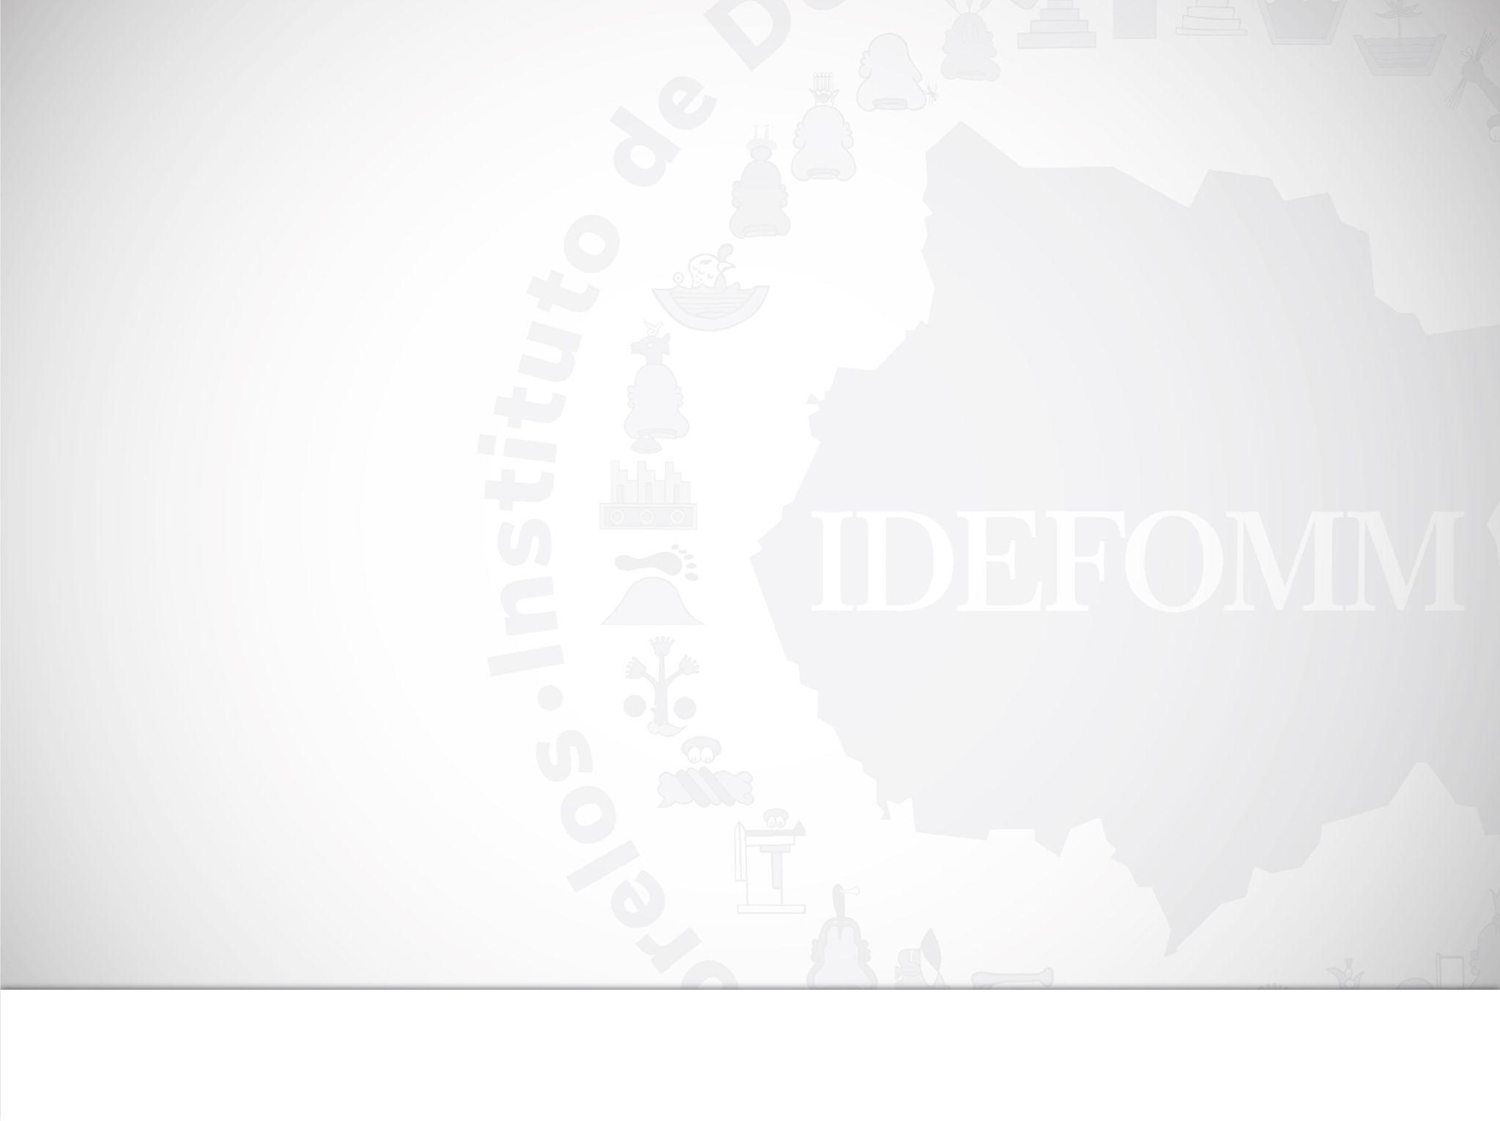 Instituto de
IDEFOMM
relos •